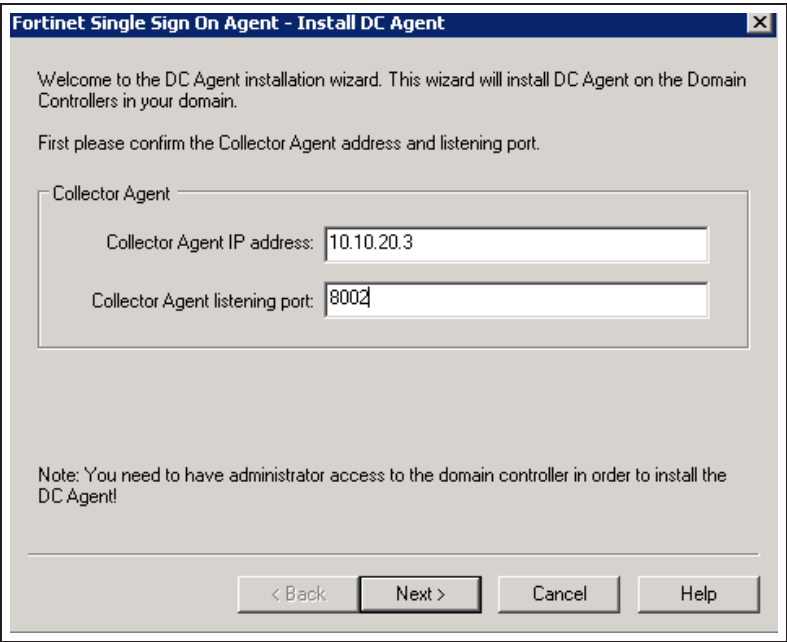 Fortinet Single Sign On Agent - Install DC Agent
Welcome to the DC Agent installation wizard. This wizard will install DC Agent on the Domain
Controllers in your domain.
First please confirm the Collector Agent address and listening port.
Collector Agent
Collector Agent IP address: 10.10.20.3
Collector Agent listening port: 8002
Note: You need to have administrator access to the domain controller in order to install the
DC Agent!
< Back Next > Cancel Help